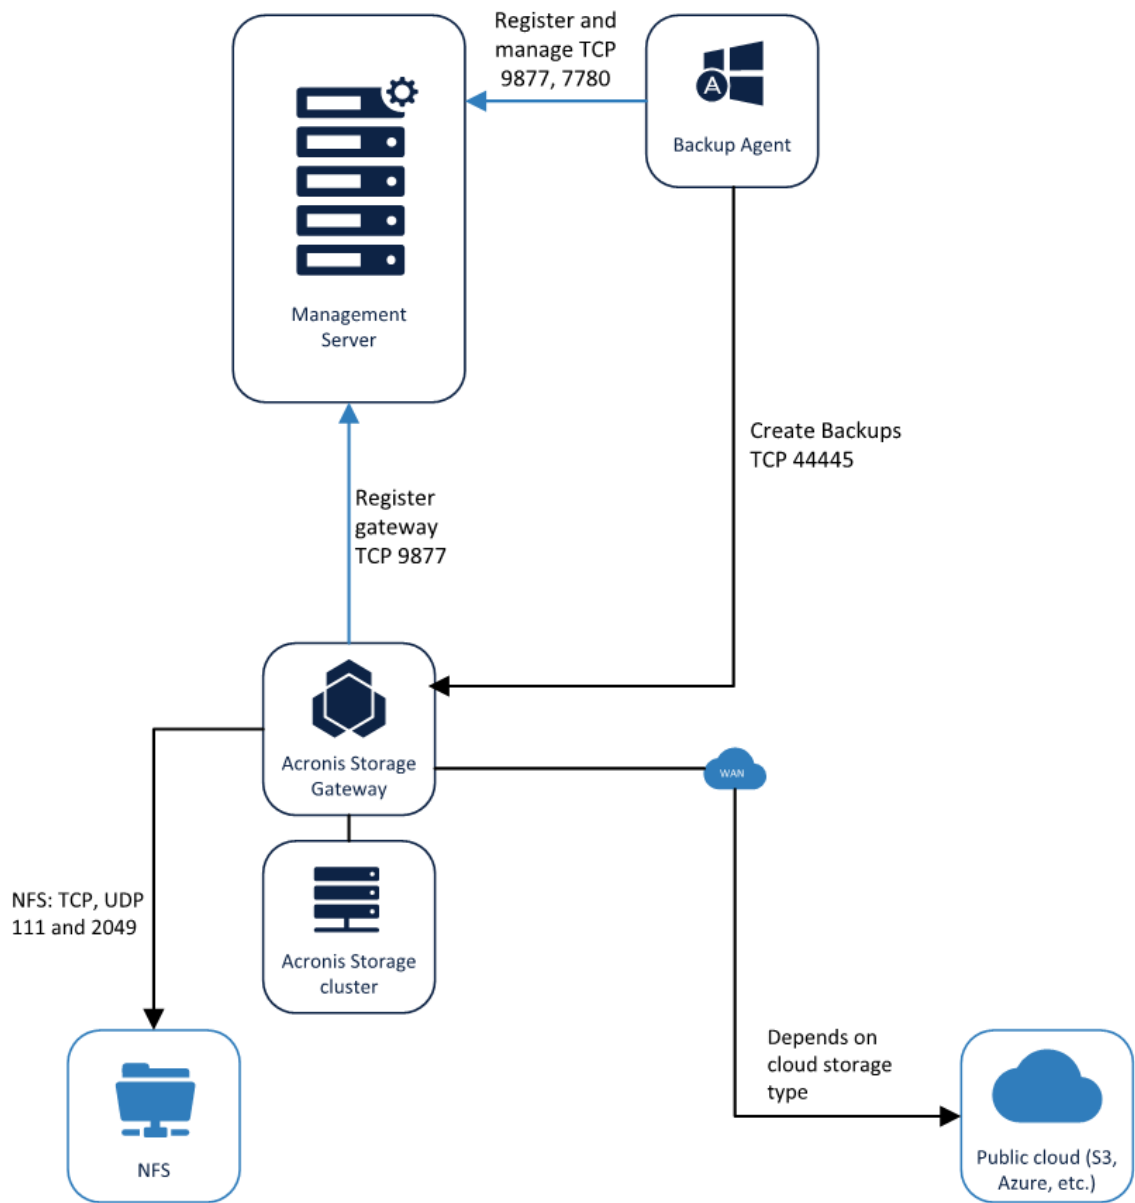 Register and
manage TCP
9877, 7780
Backup Agent
Management
Server
Create Backups
TCP 44445
Register
gateway
TCP 9877
Acronis Storage
Gateway
WAN
NFS: TCP, UDP
111 and 2049
Acronis Storage
cluster
Depends on
cloud storage
type
NFS
Public cloud (S3,
Azure, etc.)